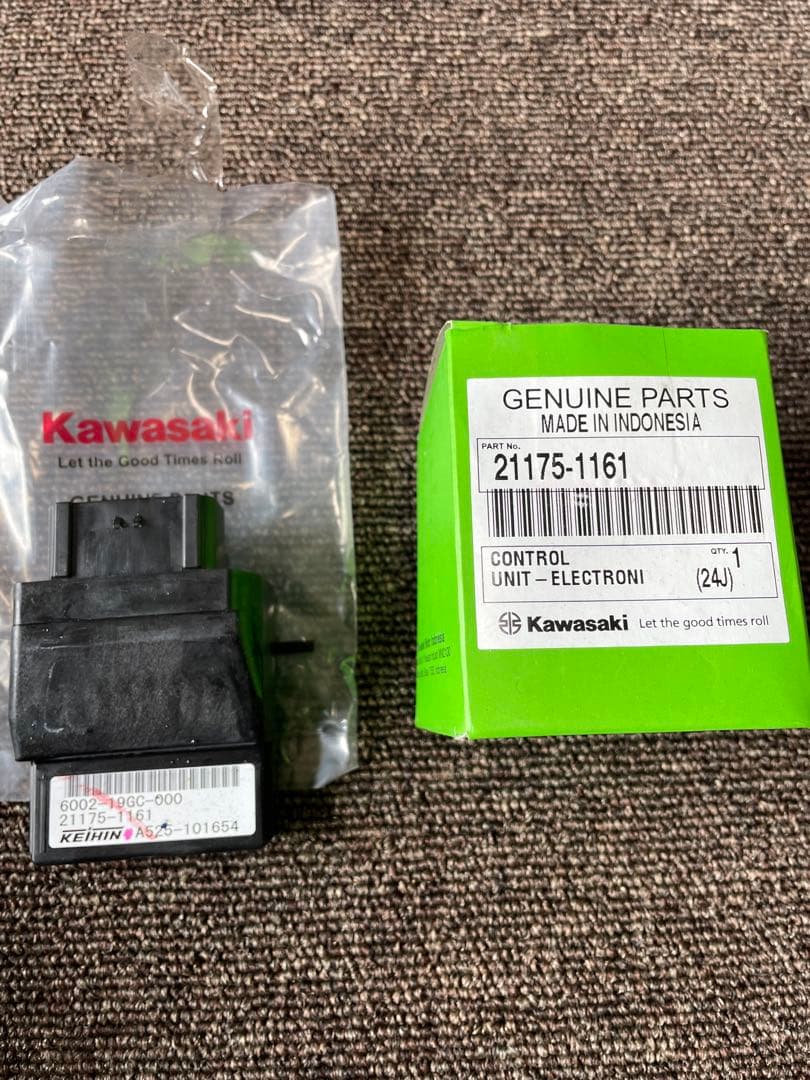 Kawasaki
Let the Good Times Roll
GENUINE PARTS
6002-19GC-000
21175-1161
KEIHIN A525-101654
GENUINE PARTS
MADE IN INDONESIA
PART No.
21175-1161
CONTROL QTY. 1
UNIT-ELECTRONI (24J)
Kawasaki Let the good times roll